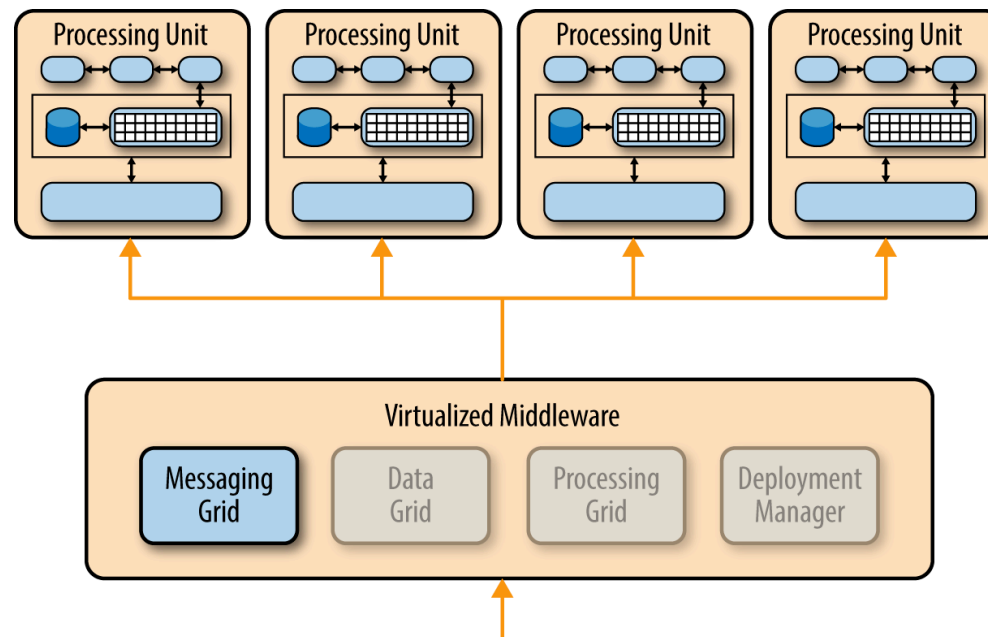 Processing Unit
Processing Unit
Processing Unit
Processing Unit
Virtualized Middleware
Messaging
Grid
Data
Grid
Processing
Grid
Deployment
Manager